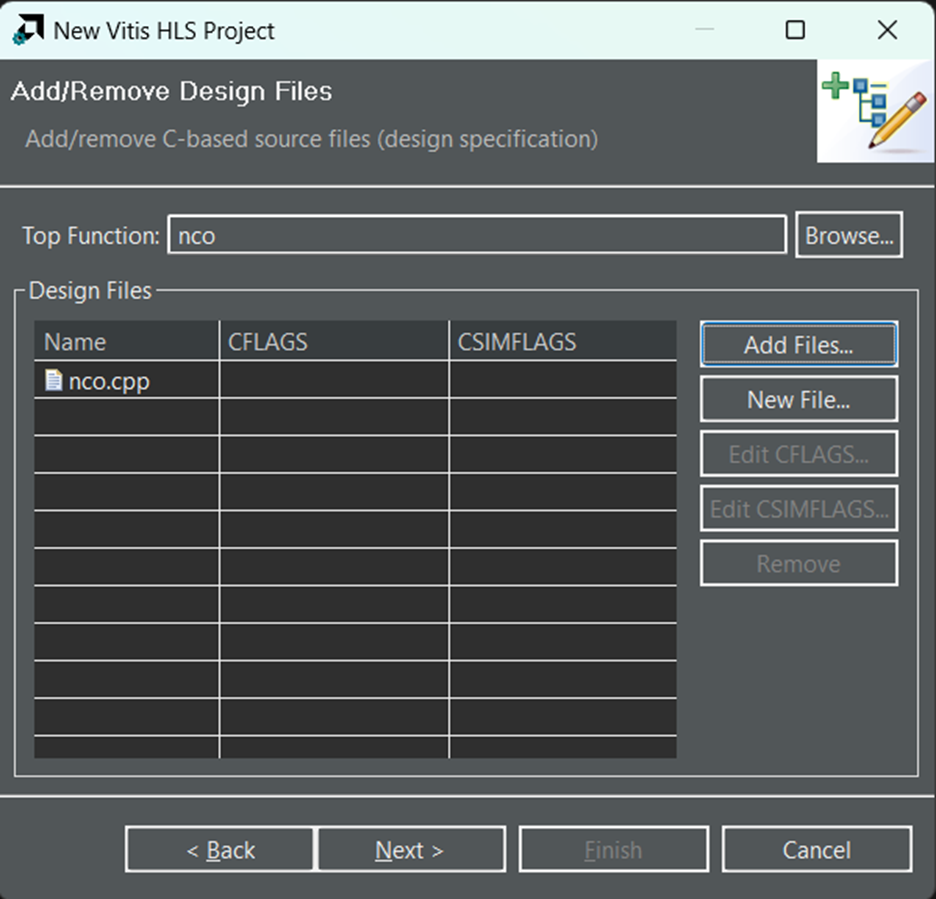 New Vitis HLS Project
Add/Remove Design Files
Add/remove C-based source files (design specification)
Top Function: nco Browse...
Design Files
Name CFLAGS CSIMFLAGS
nco.cpp
Add Files...
New File...
Edit CFLAGS...
Edit CSIMFLAGS...
Remove
< Back Next > Finish Cancel